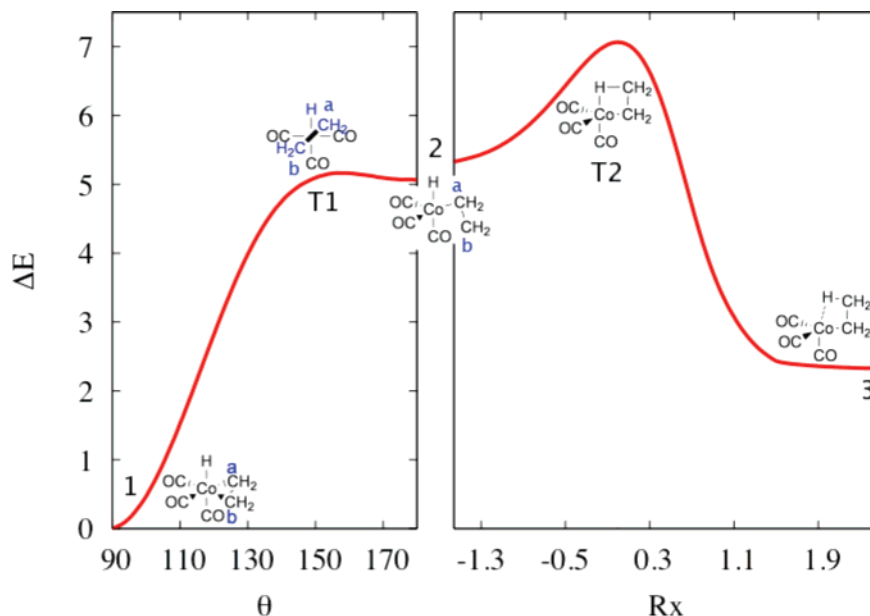 7
6
5
4
3
2
1
0
ΔE
90 110 130 150 170
θ
-1.3 -0.5 0.3 1.1 1.9
Rx
1
H
OC Co a CH2
OC CH2
CO b
H a
CH2
OC CO
H2C
b CO
T1
2
H a
OC Co CH2
OC CH2
CO b
H CH2
OC Co CH2
OC
CO
T2
H CH2
OC Co CH2
OC
CO
3